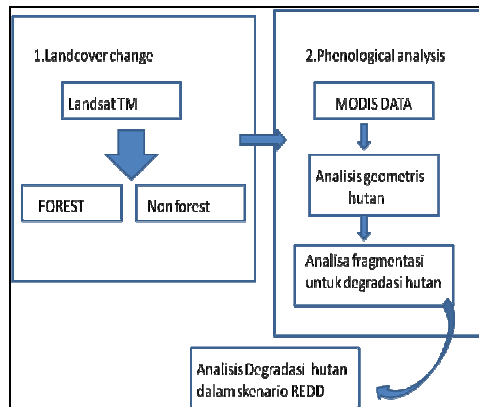 1.Landcover change
Landsat TM
FOREST
Non forest
2.Phenological analysis
MODIS DATA
Analisis geometris
hutan
Analisa fragmentasi
untuk degradasi hutan
Analisis Degradasi hutan
dalam skenario REDD